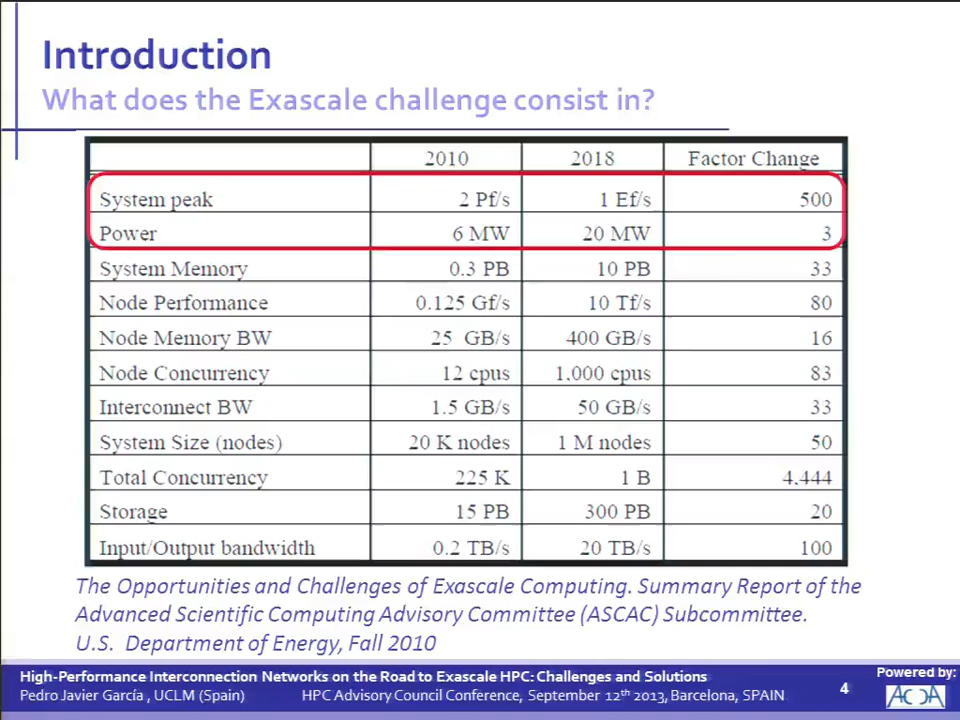 Introduction
What does the Exascale challenge consist in?
2010 2018 Factor Change
System peak 2 Pf/s 1 Ef/s 500
Power 6 MW 20 MW 3
System Memory 0.3 PB 10 PB 33
Node Performance 0.125 Gf/s 10 Tf/s 80
Node Memory BW 25 GB/s 400 GB/s 16
Node Concurrency 12 cpus 1,000 cpus 83
Interconnect BW 1.5 GB/s 50 GB/s 33
System Size (nodes) 20 K nodes 1 M nodes 50
Total Concurrency 225 K 1 B 4,444
Storage 15 PB 300 PB 20
Input/Output bandwidth 0.2 TB/s 20 TB/s 100
The Opportunities and Challenges of Exascale Computing. Summary Report of the
Advanced Scientific Computing Advisory Committee (ASCAC) Subcommittee.
U.S. Department of Energy, Fall 2010
High-Performance Interconnection Networks on the Road to Exascale HPC: Challenges and Solutions
Pedro Javier García , UCLM (Spain) HPC Advisory Council Conference, September 12th 2013, Barcelona, SPAIN
4
Powered by: